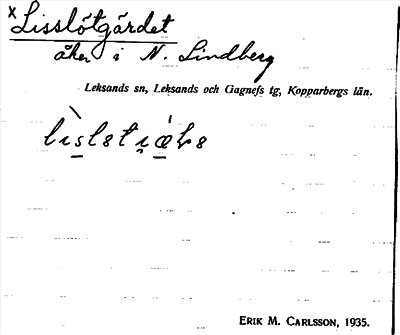 x Lisslötgärdet
åker i N. Lindberg
Leksands sn, Leksands och Gagnefs tg, Kopparbergs län.
ERIK M. CARLSSON, 1935.